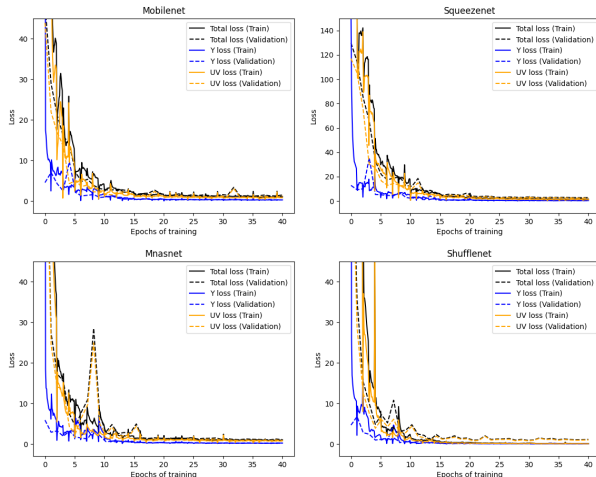 Mobilenet
Loss
40
30
20
10
0
Total loss (Train)
Total loss (Validation)
Y loss (Train)
Y loss (Validation)
UV loss (Train)
UV loss (Validation)
0 5 10 15 20 25 30 35 40
Epochs of training
Squeezenet
Loss
140
120
100
80
60
40
20
0
Total loss (Train)
Total loss (Validation)
Y loss (Train)
Y loss (Validation)
UV loss (Train)
UV loss (Validation)
0 5 10 15 20 25 30 35 40
Epochs of training
Mnasnet
Loss
40
30
20
10
0
Total loss (Train)
Total loss (Validation)
Y loss (Train)
Y loss (Validation)
UV loss (Train)
UV loss (Validation)
0 5 10 15 20 25 30 35 40
Epochs of training
Shufflenet
Loss
40
30
20
10
0
Total loss (Train)
Total loss (Validation)
Y loss (Train)
Y loss (Validation)
UV loss (Train)
UV loss (Validation)
0 5 10 15 20 25 30 35 40
Epochs of training